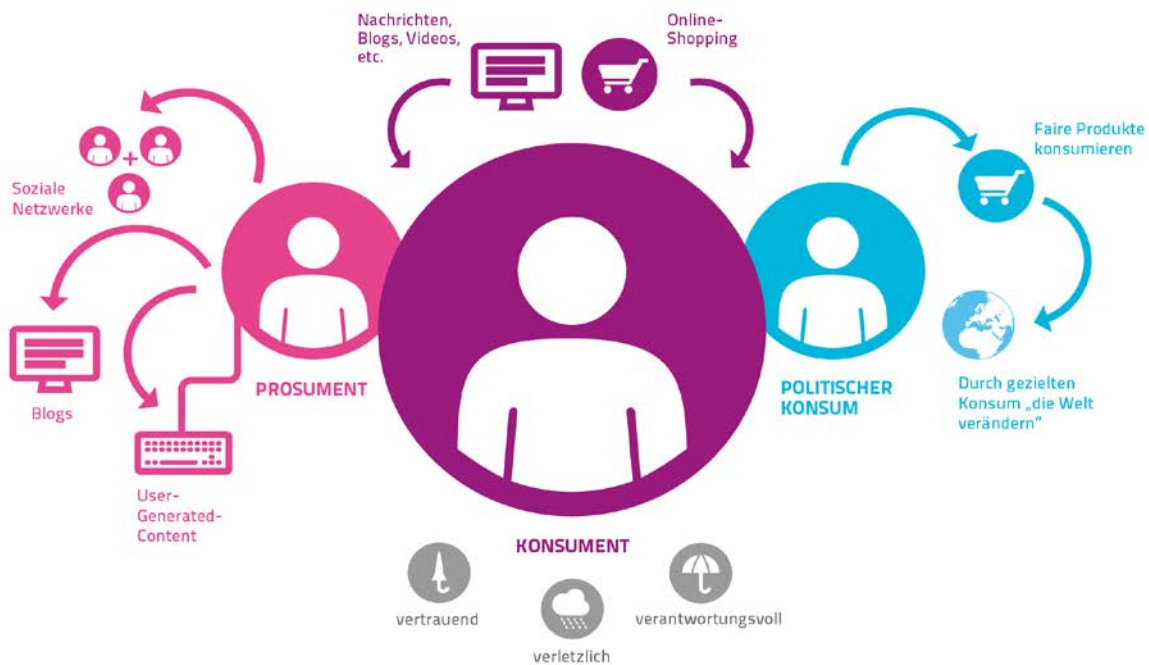 Nachrichten,
Blogs, Videos,
etc.
Online-
Shopping
Faire Produkte
konsumieren
Soziale
Netzwerke
PROSUMENT
POLITISCHER
KONSUM
Durch gezielten
Konsum „die Welt
verändern“
Blogs
User-
Generated-
Content
KONSUMENT
vertrauend
verletzlich
verantwortungsvoll